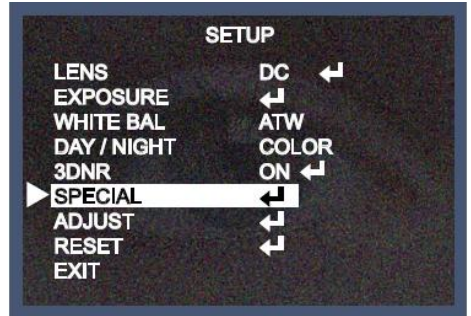 SETUP
LENS DC ↵
EXPOSURE ↵
WHITE BAL ATW
DAY / NIGHT COLOR
3DNR ON ↵
SPECIAL ↵
ADJUST ↵
RESET ↵
EXIT